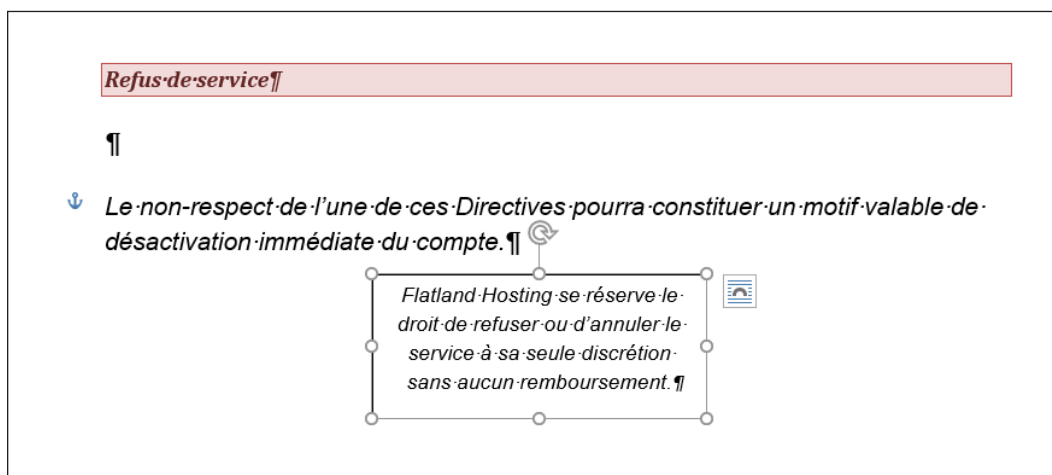 Refus·de·service¶
¶
Le·non-respect·de·l’une·de·ces·Directives·pourra·constituer·un·motif·valable·de·
désactivation·immédiate·du·compte.¶
Flatland·Hosting·se·réserve·le·
droit·de·refuser·ou·d’annuler·le·
service·à·sa·seule·discrétion·
sans·aucun·remboursement.¶